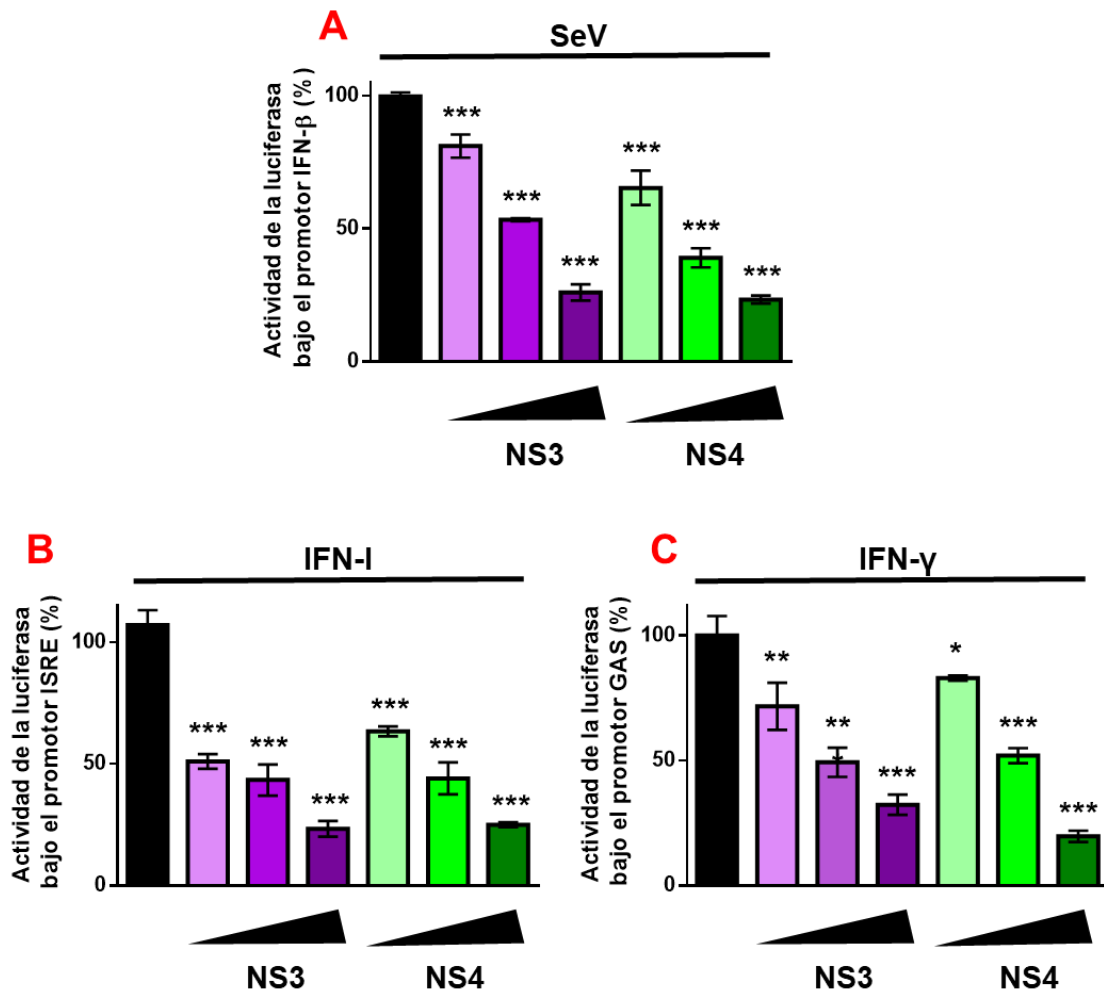 A
SeV
Actividad de la luciferasa
bajo el promotor IFN-β (%)
100
50
0
***
***
***
***
***
***
NS3
NS4
B
IFN-I
Actividad de la luciferasa
bajo el promotor ISRE (%)
100
50
0
***
***
***
***
***
***
NS3
NS4
C
IFN-γ
Actividad de la luciferasa
bajo el promotor GAS (%)
100
50
0
**
**
***
*
***
***
NS3
NS4